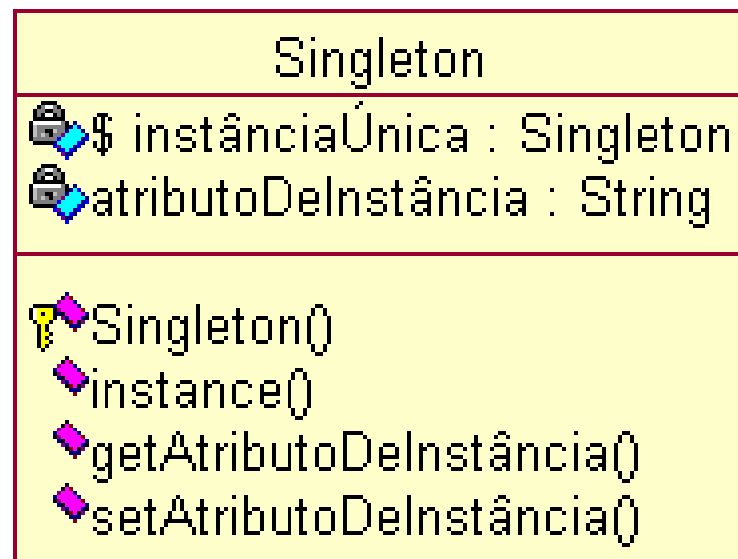 Singleton
$ instânciaÚnica : Singleton
atributoDeInstância : String
Singleton()
instance()
getAtributoDeInstância()
setAtributoDeInstância()